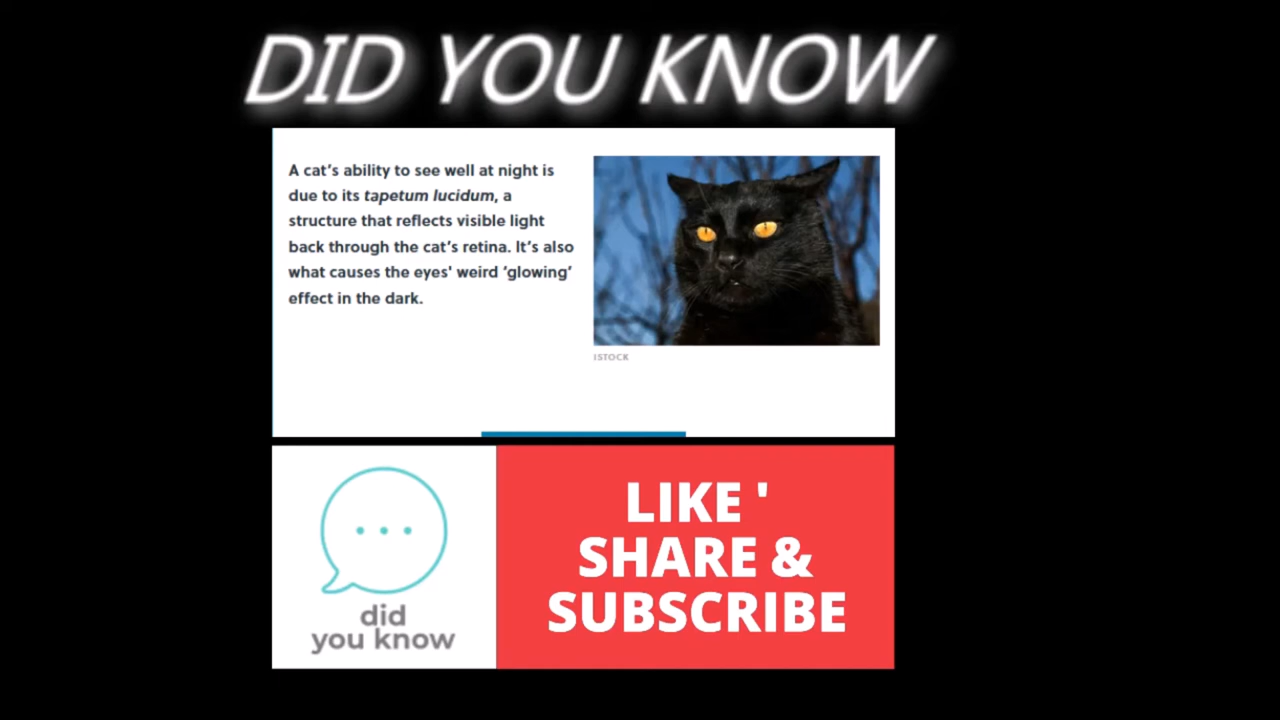 DID YOU KNOW
A cat’s ability to see well at night is
due to its tapetum lucidum, a
structure that reflects visible light
back through the cat’s retina. It’s also
what causes the eyes' weird ‘glowing’
effect in the dark.
ISTOCK
did
you know
LIKE '
SHARE &
SUBSCRIBE